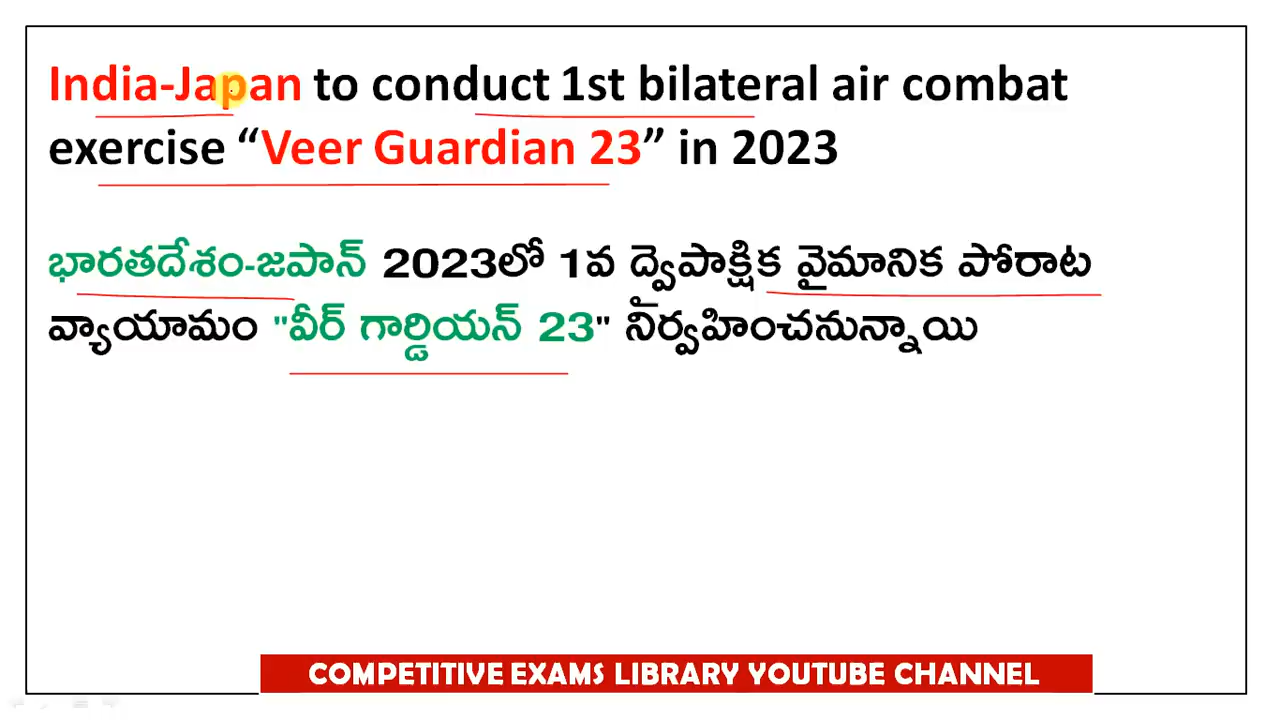 India-Japan to conduct 1st bilateral air combat
exercise “Veer Guardian 23” in 2023
భారతదేశం-జపాన్ 2023లో 1వ ద్వైపాక్షిక వైమానిక పోరాట
వ్యాయామం "వీర్ గార్డియన్ 23" నిర్వహించనున్నాయి
COMPETITIVE EXAMS LIBRARY YOUTUBE CHANNEL